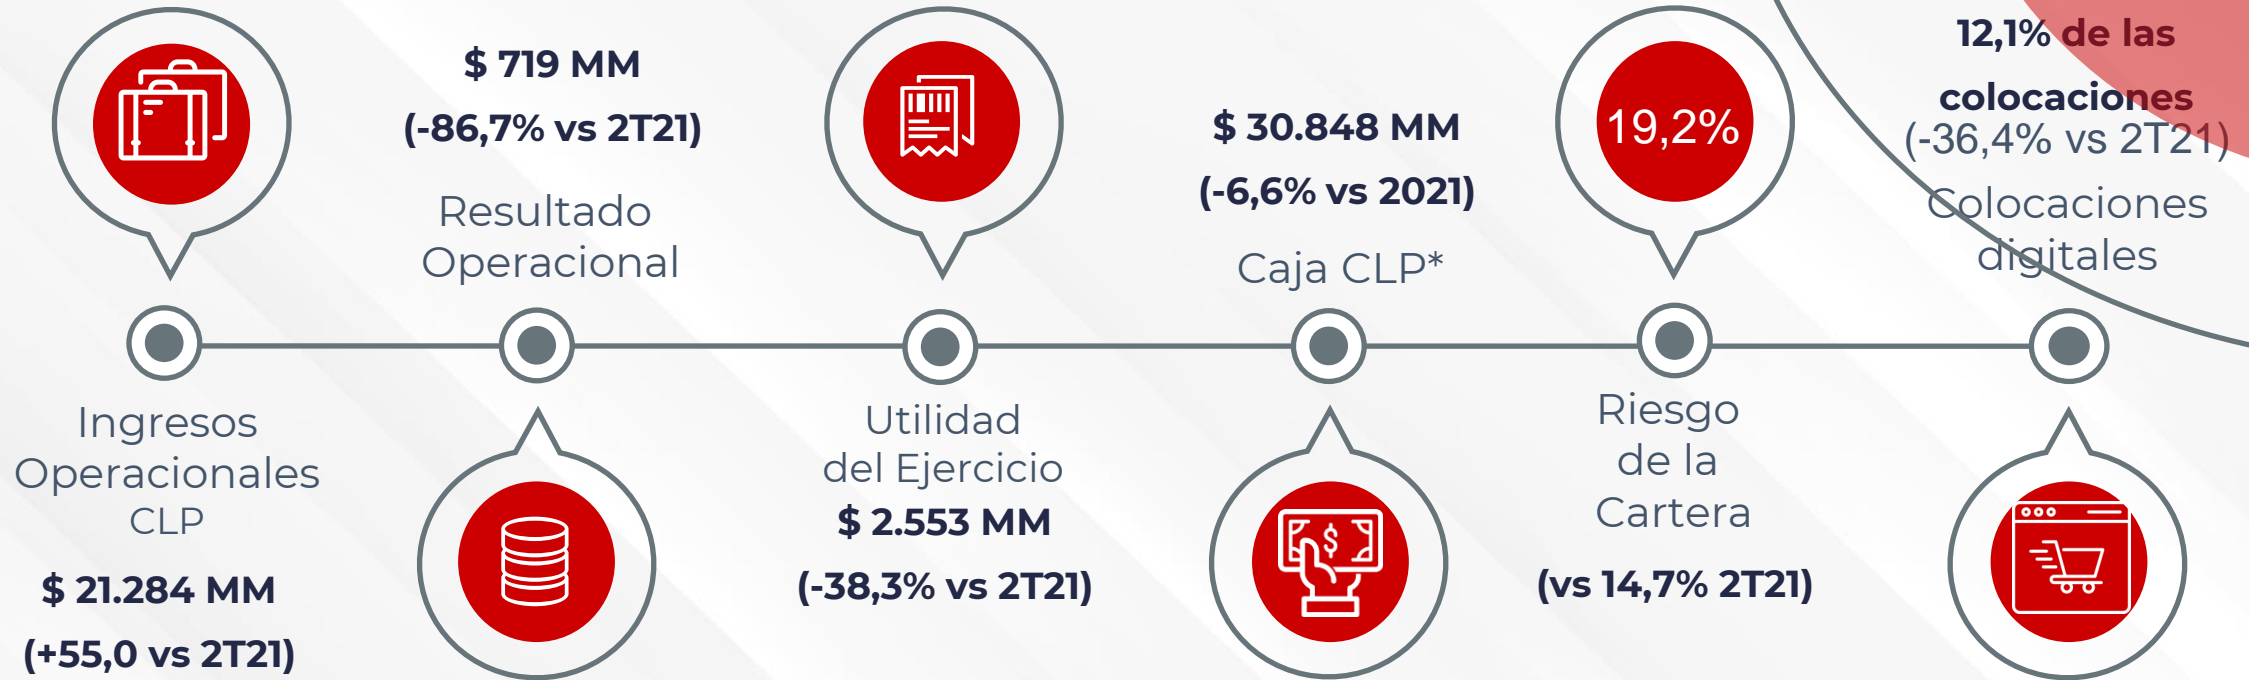 Ingresos
Operacionales
CLP
$ 21.284 MM
(+55,0 vs 2T21)
$ 719 MM
(-86,7% vs 2T21)
Resultado
Operacional
Utilidad
del Ejercicio
$ 2.553 MM
(-38,3% vs 2T21)
$ 30.848 MM
(-6,6% vs 2021)
Caja CLP*
$
19,2%
Riesgo
de la
Cartera
(vs 14,7% 2T21)
12,1% de las
colocaciones
(-36,4% vs 2T21)
Colocaciones
digitales